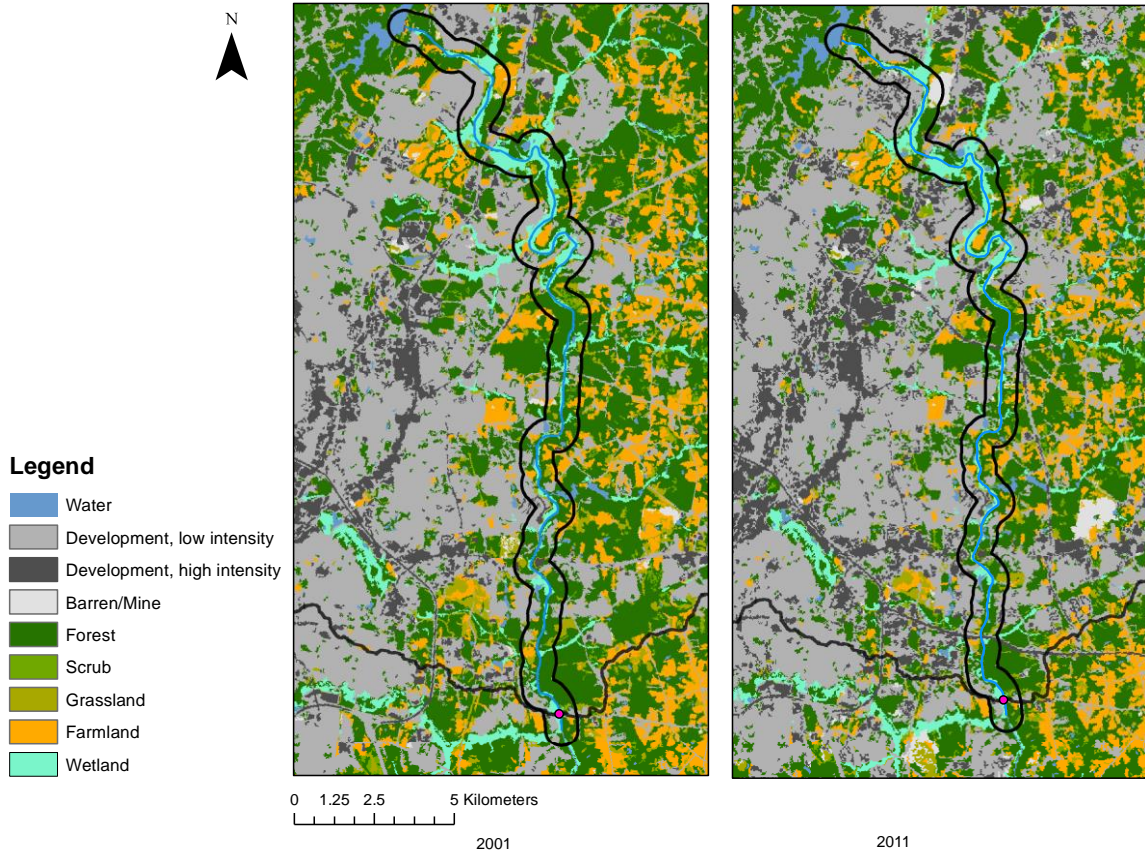 N
Legend
Water
Development, low intensity
Development, high intensity
Barren/Mine
Forest
Scrub
Grassland
Farmland
Wetland
0 1.25 2.5 5 Kilometers
2001
2011